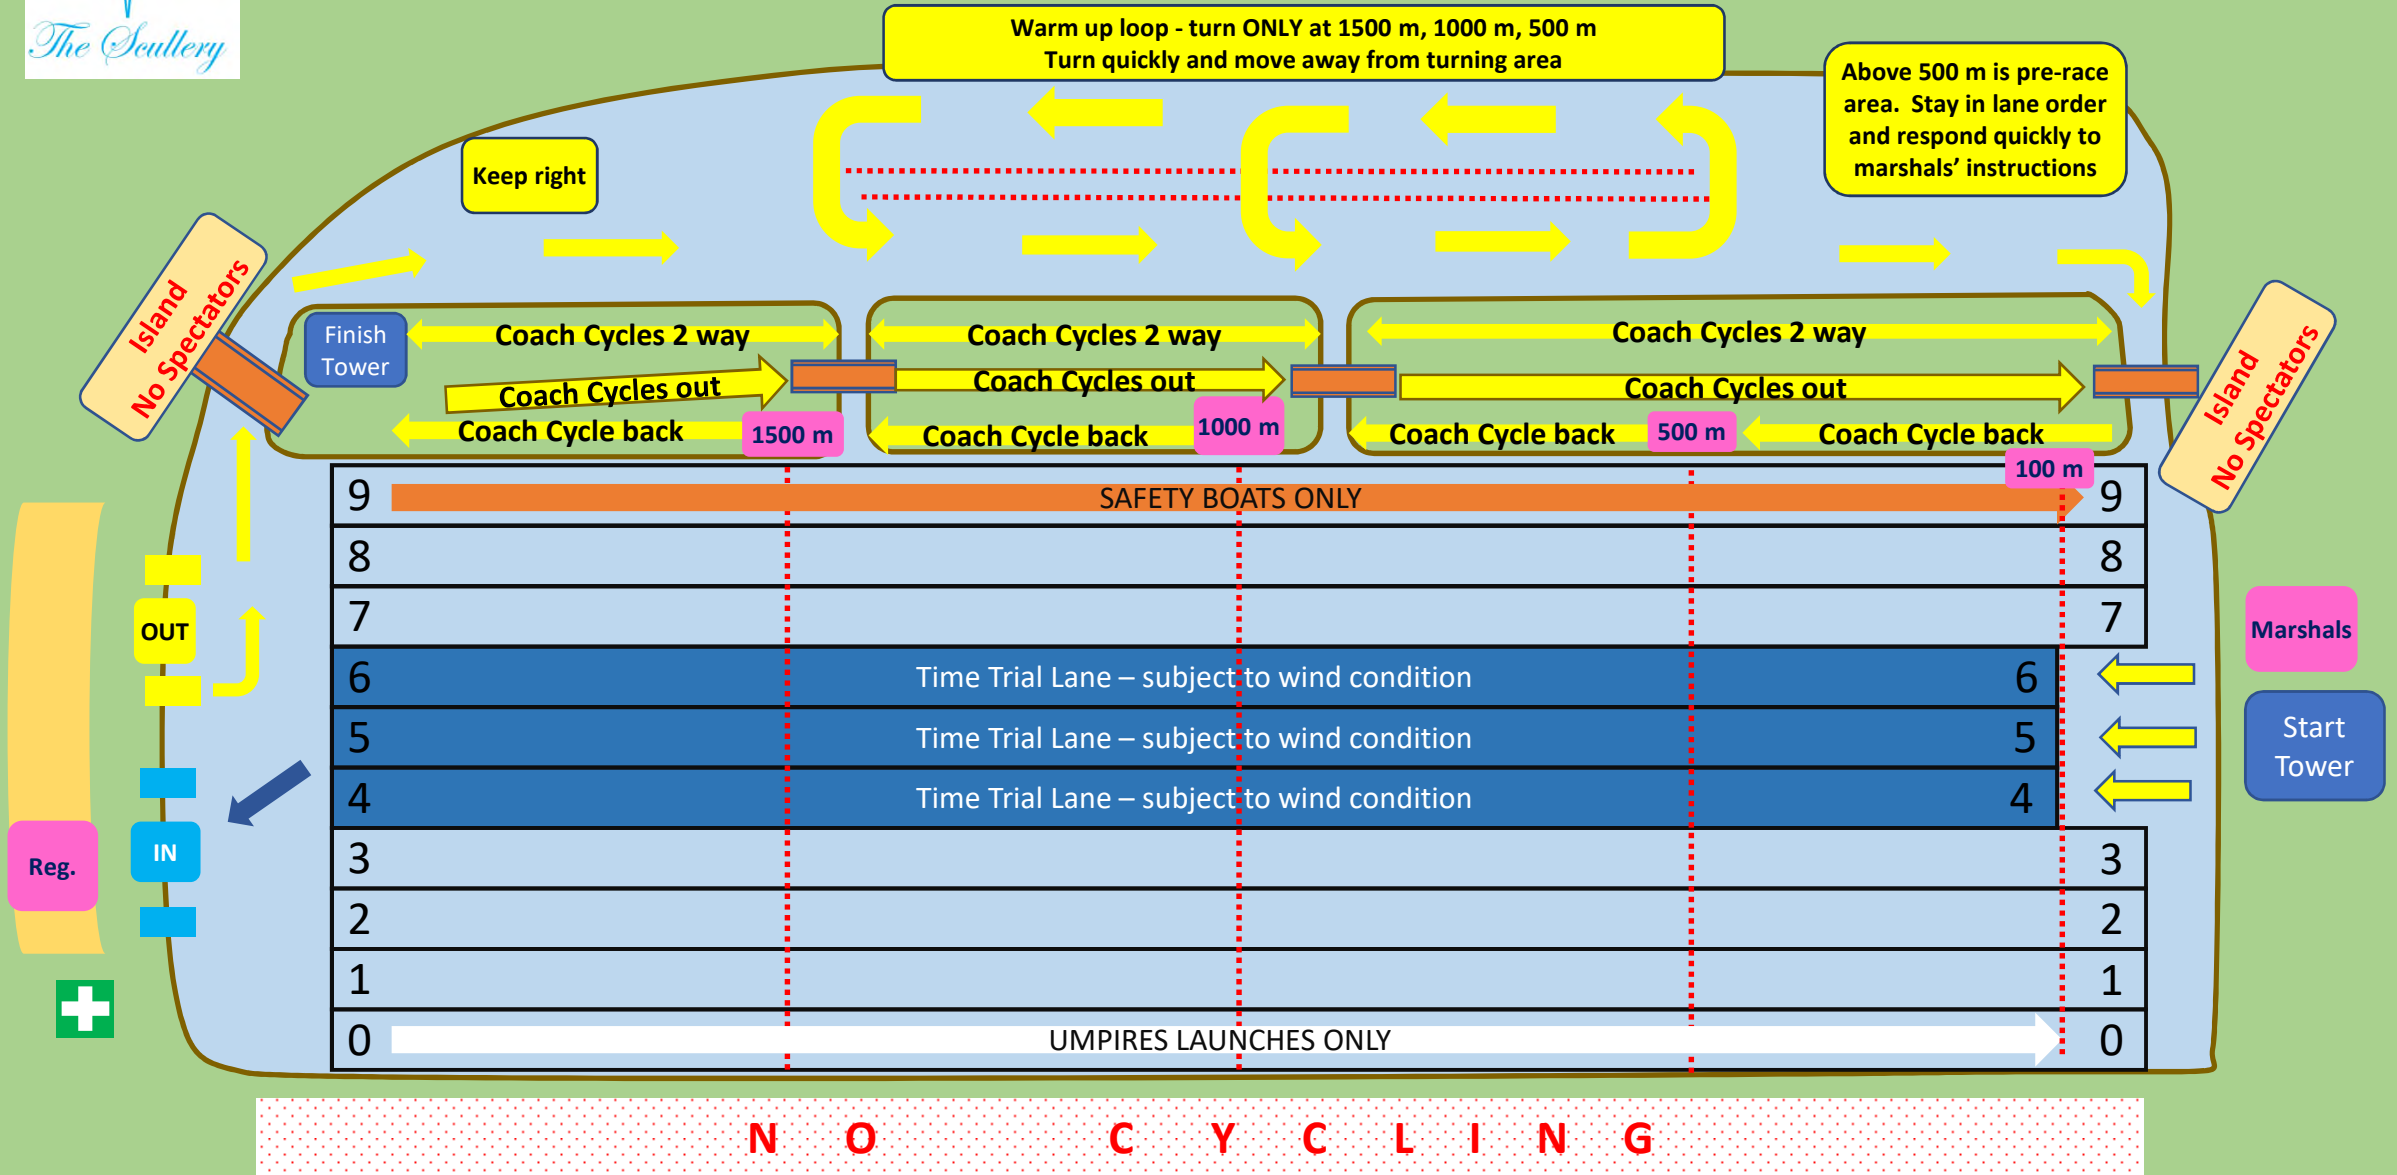 The Scullery
Warm up loop - turn ONLY at 1500 m, 1000 m, 500 m
Turn quickly and move away from turning area
Above 500 m is pre-race
area.  Stay in lane order
and respond quickly to
marshals’ instructions
Keep right
Island
No Spectators
Finish
Tower
Coach Cycles 2 way
Coach Cycles 2 way
Coach Cycles 2 way
Coach Cycles out
Coach Cycles out
Coach Cycles out
Coach Cycle back
1500 m
Coach Cycle back
1000 m
Coach Cycle back
500 m
Coach Cycle back
100 m
Island
No Spectators
9 SAFETY BOATS ONLY 9
8 8
7 7
6 Time Trial Lane – subject to wind condition 6
5 Time Trial Lane – subject to wind condition 5
4 Time Trial Lane – subject to wind condition 4
3 3
2 2
1 1
0 UMPIRES LAUNCHES ONLY 0
OUT
IN
Reg.
Marshals
Start
Tower
NO CYCLING